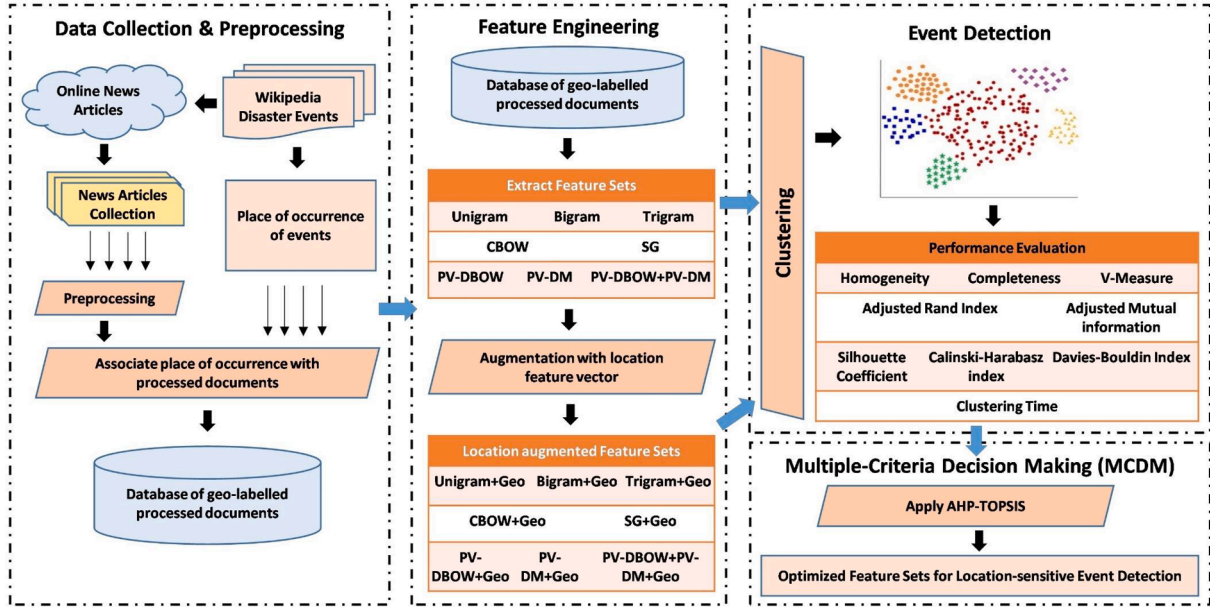 Data Collection & Preprocessing
Online News
Articles
Wikipedia
Disaster Events
News Articles
Collection
Place of occurrence
of events
Preprocessing
Associate place of occurrence with
processed documents
Database of geo-labelled
processed documents
Feature Engineering
Database of geo-labelled
processed documents
Extract Feature Sets
Unigram Bigram Trigram
CBOW SG
PV-DBOW PV-DM PV-DBOW+PV-DM
Augmentation with location
feature vector
Location augmented Feature Sets
Unigram+Geo Bigram+Geo Trigram+Geo
CBOW+Geo SG+Geo
PV- PV- PV-DBOW+PV-
DBOW+Geo DM+Geo DM+Geo
Event Detection
Clustering
Performance Evaluation
Homogeneity Completeness V-Measure
Adjusted Rand Index Adjusted Mutual
information
Silhouette Calinski-Harabasz Davies-Bouldin Index
Coefficient index
Clustering Time
Multiple-Criteria Decision Making (MCDM)
Apply AHP-TOPSIS
Optimized Feature Sets for Location-sensitive Event Detection